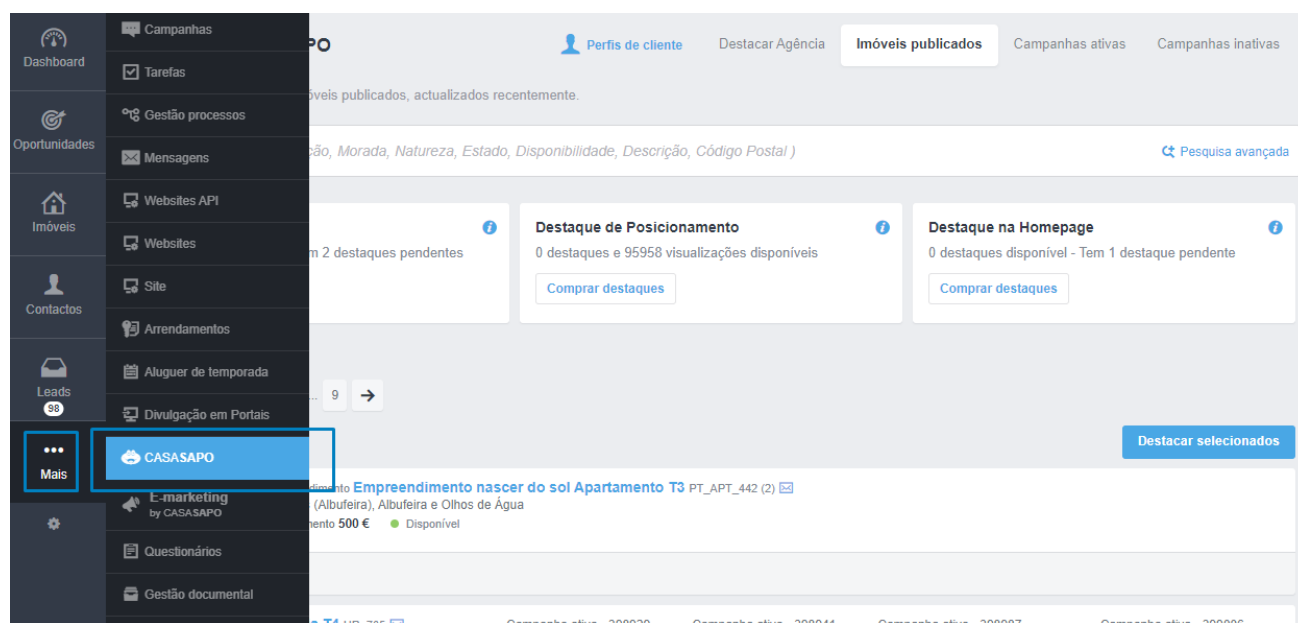 Dashboard
Oportunidades
Imóveis
Contactos
Leads
98
Mais
Campanhas
Tarefas
Gestão processos
Mensagens
Websites API
Websites
Site
Arrendamentos
Aluguer de temporada
Divulgação em Portais
CASASAPO
E-marketing
by CASASAPO
Questionários
Gestão documental
PO
Perfis de cliente Destacar Agência Imóveis publicados Campanhas ativas Campanhas inativas
óveis publicados, actualizados recentemente.
ção, Morada, Natureza, Estado, Disponibilidade, Descrição, Código Postal )
Pesquisa avançada
m 2 destaques pendentes
Destaque de Posicionamento
0 destaques e 95958 visualizações disponíveis
Comprar destaques
Destaque na Homepage
0 destaques disponível - Tem 1 destaque pendente
Comprar destaques
... 9
Destacar selecionados
dimento Empreendimento nascer do sol Apartamento T3 PT_APT_442 (2)
(Albufeira), Albufeira e Olhos de Água
mento 500 € Disponível